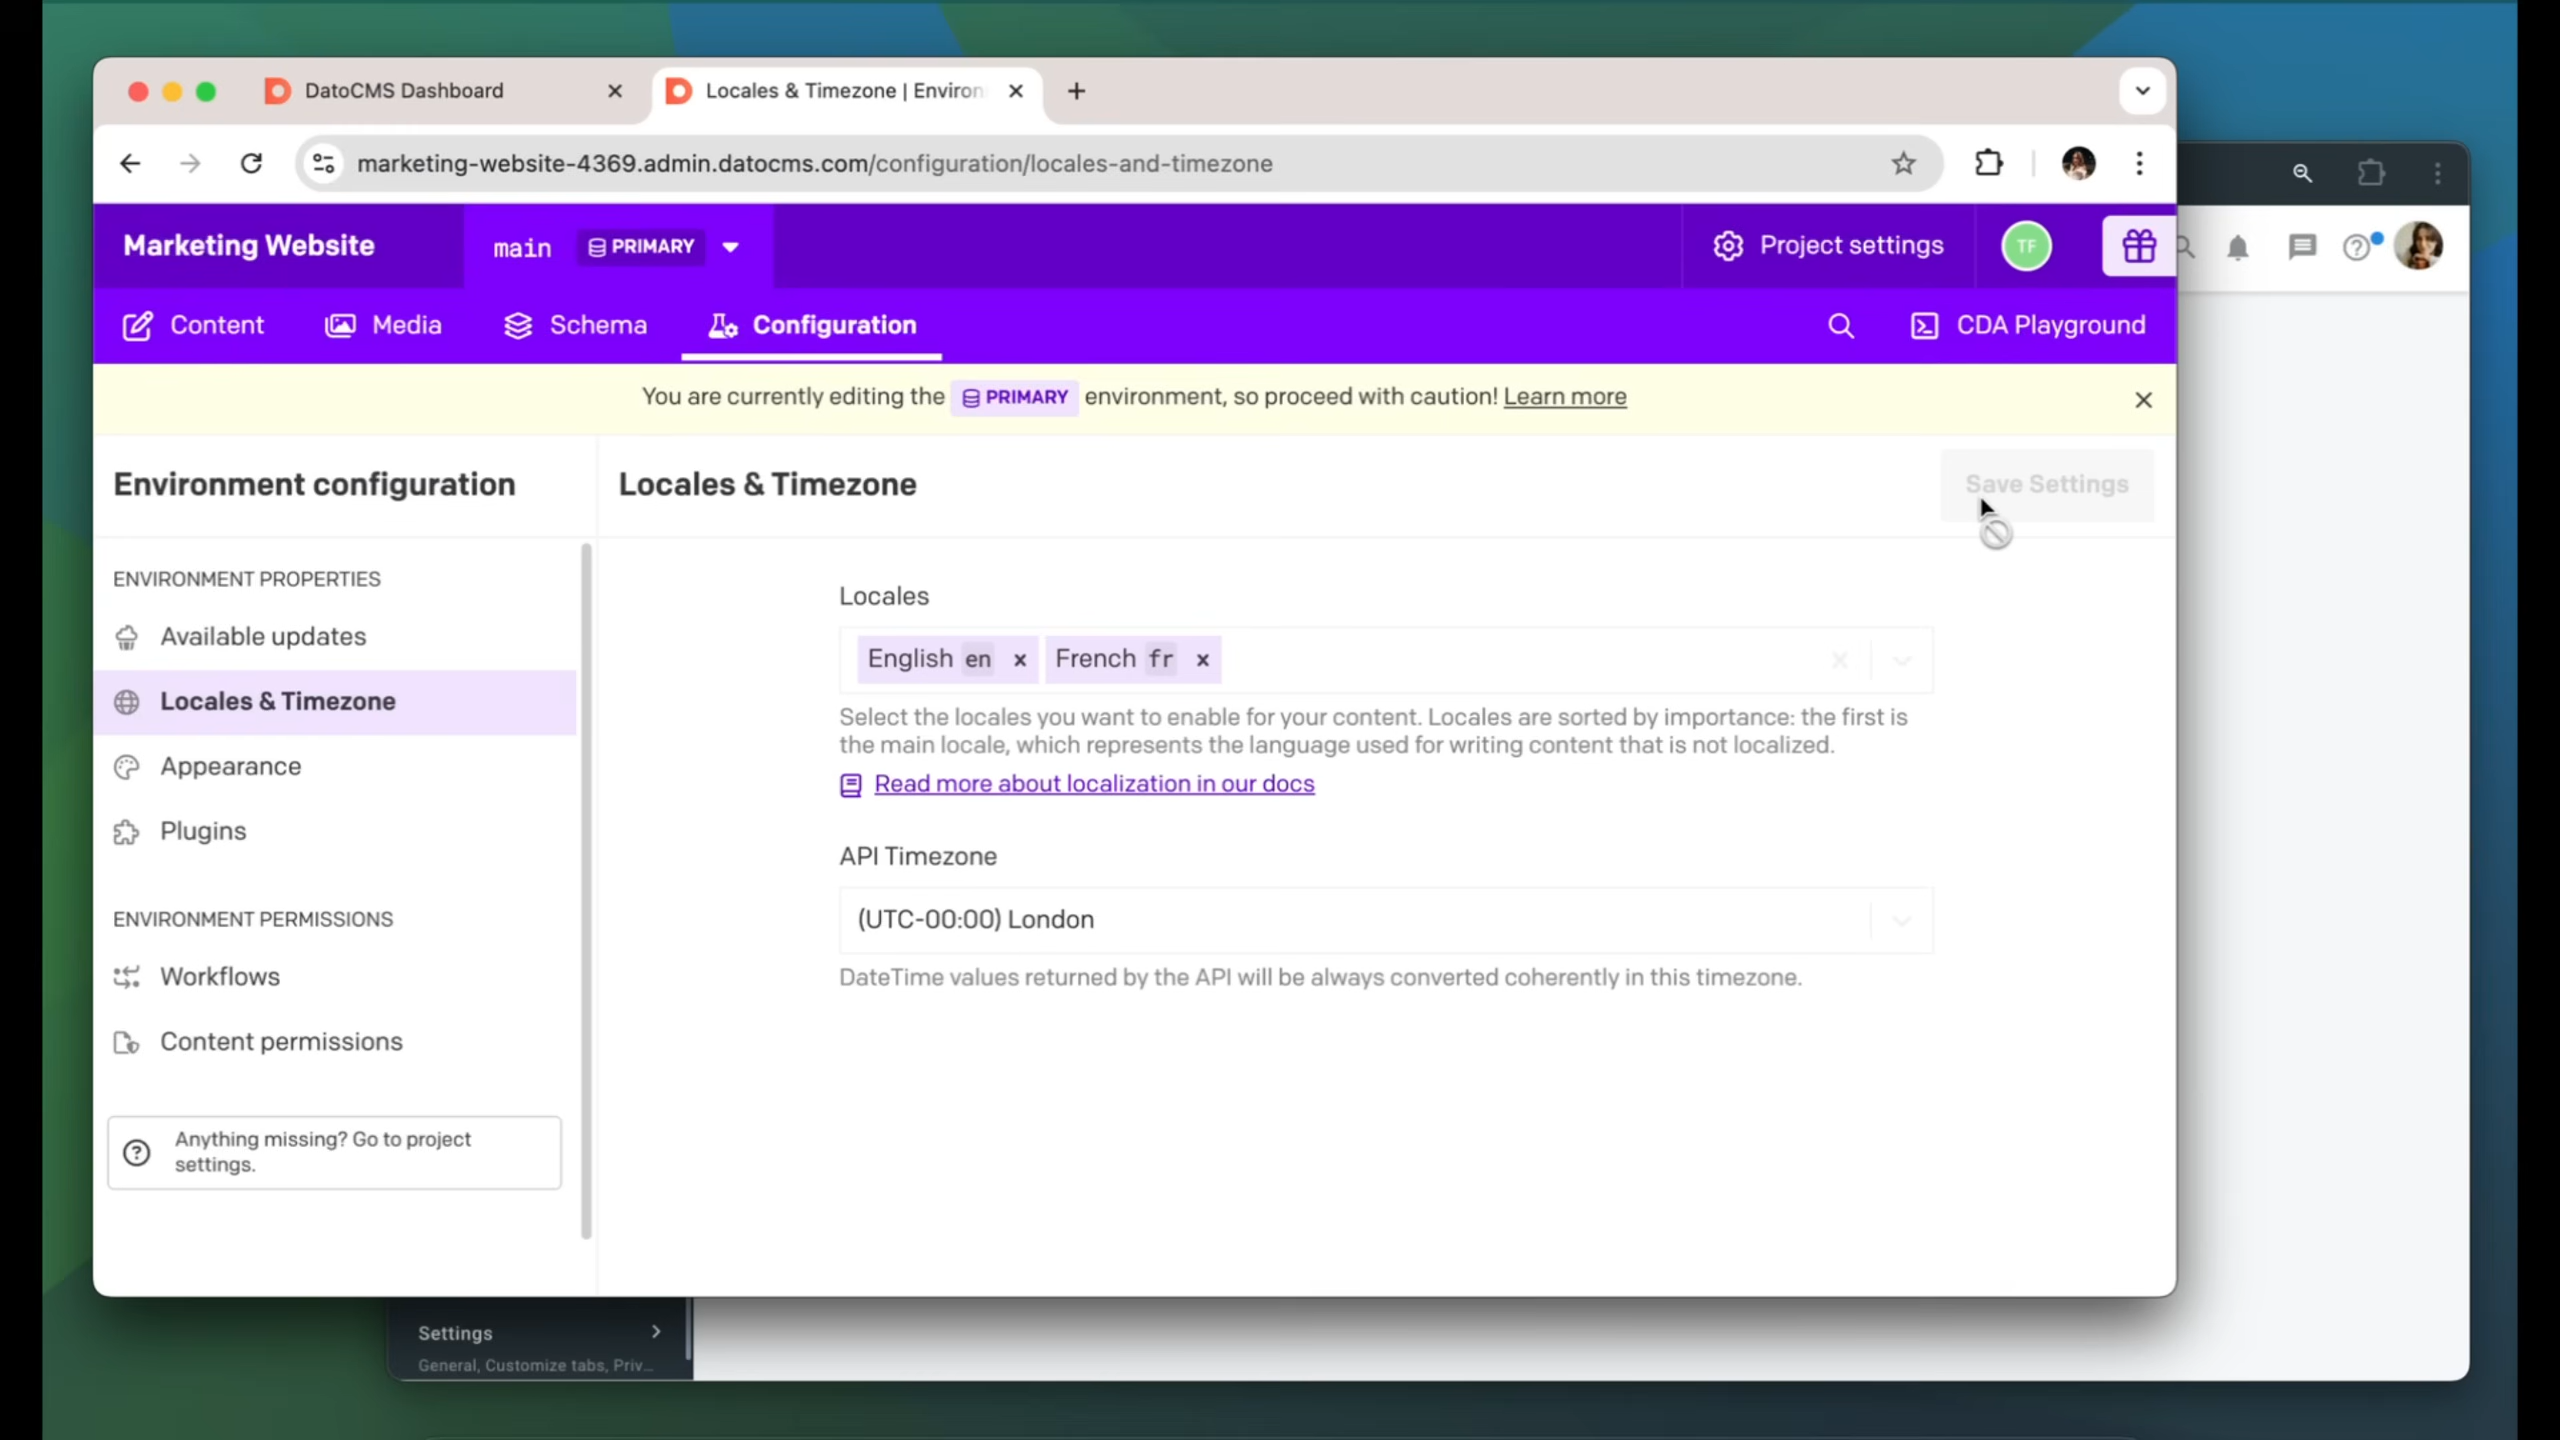 DatoCMS Dashboard
Locales & Timezone | Environ
marketing-website-4369.admin.datocms.com/configuration/locales-and-timezone
Marketing Website
main
PRIMARY
Project settings
TF
Content
Media
Schema
Configuration
CDA Playground
You are currently editing the PRIMARY environment, so proceed with caution! Learn more
Environment configuration
Locales & Timezone
Save Settings
ENVIRONMENT PROPERTIES
Available updates
Locales & Timezone
Appearance
Plugins
ENVIRONMENT PERMISSIONS
Workflows
Content permissions
Anything missing? Go to project
settings.
Locales
English en
French fr
Select the locales you want to enable for your content. Locales are sorted by importance: the first is
the main locale, which represents the language used for writing content that is not localized.
Read more about localization in our docs
API Timezone
(UTC-00:00) London
DateTime values returned by the API will be always converted coherently in this timezone.
Settings
General, Customize tabs, Priv...